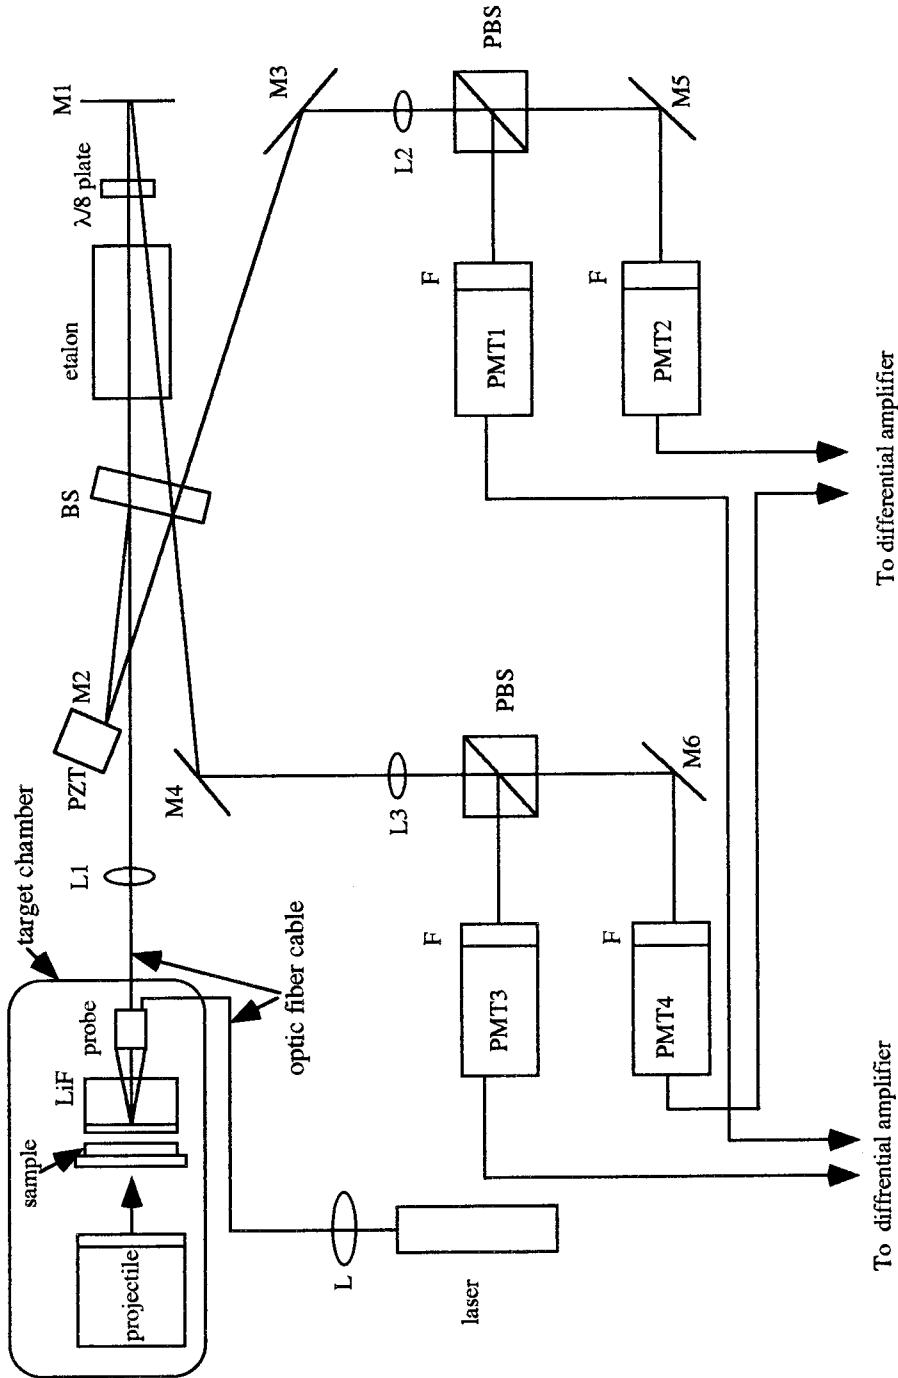 target chamber
sample
LiF
probe
projectile
optic fiber cable
L
laser
L1
PZT
M2
BS
etalon
λ/8 plate
M1
M4
L3
PBS
M6
F
PMT3
F
PMT4
M3
L2
PBS
M5
F
PMT1
F
PMT2
To diffrential amplifier
To differential amplifier